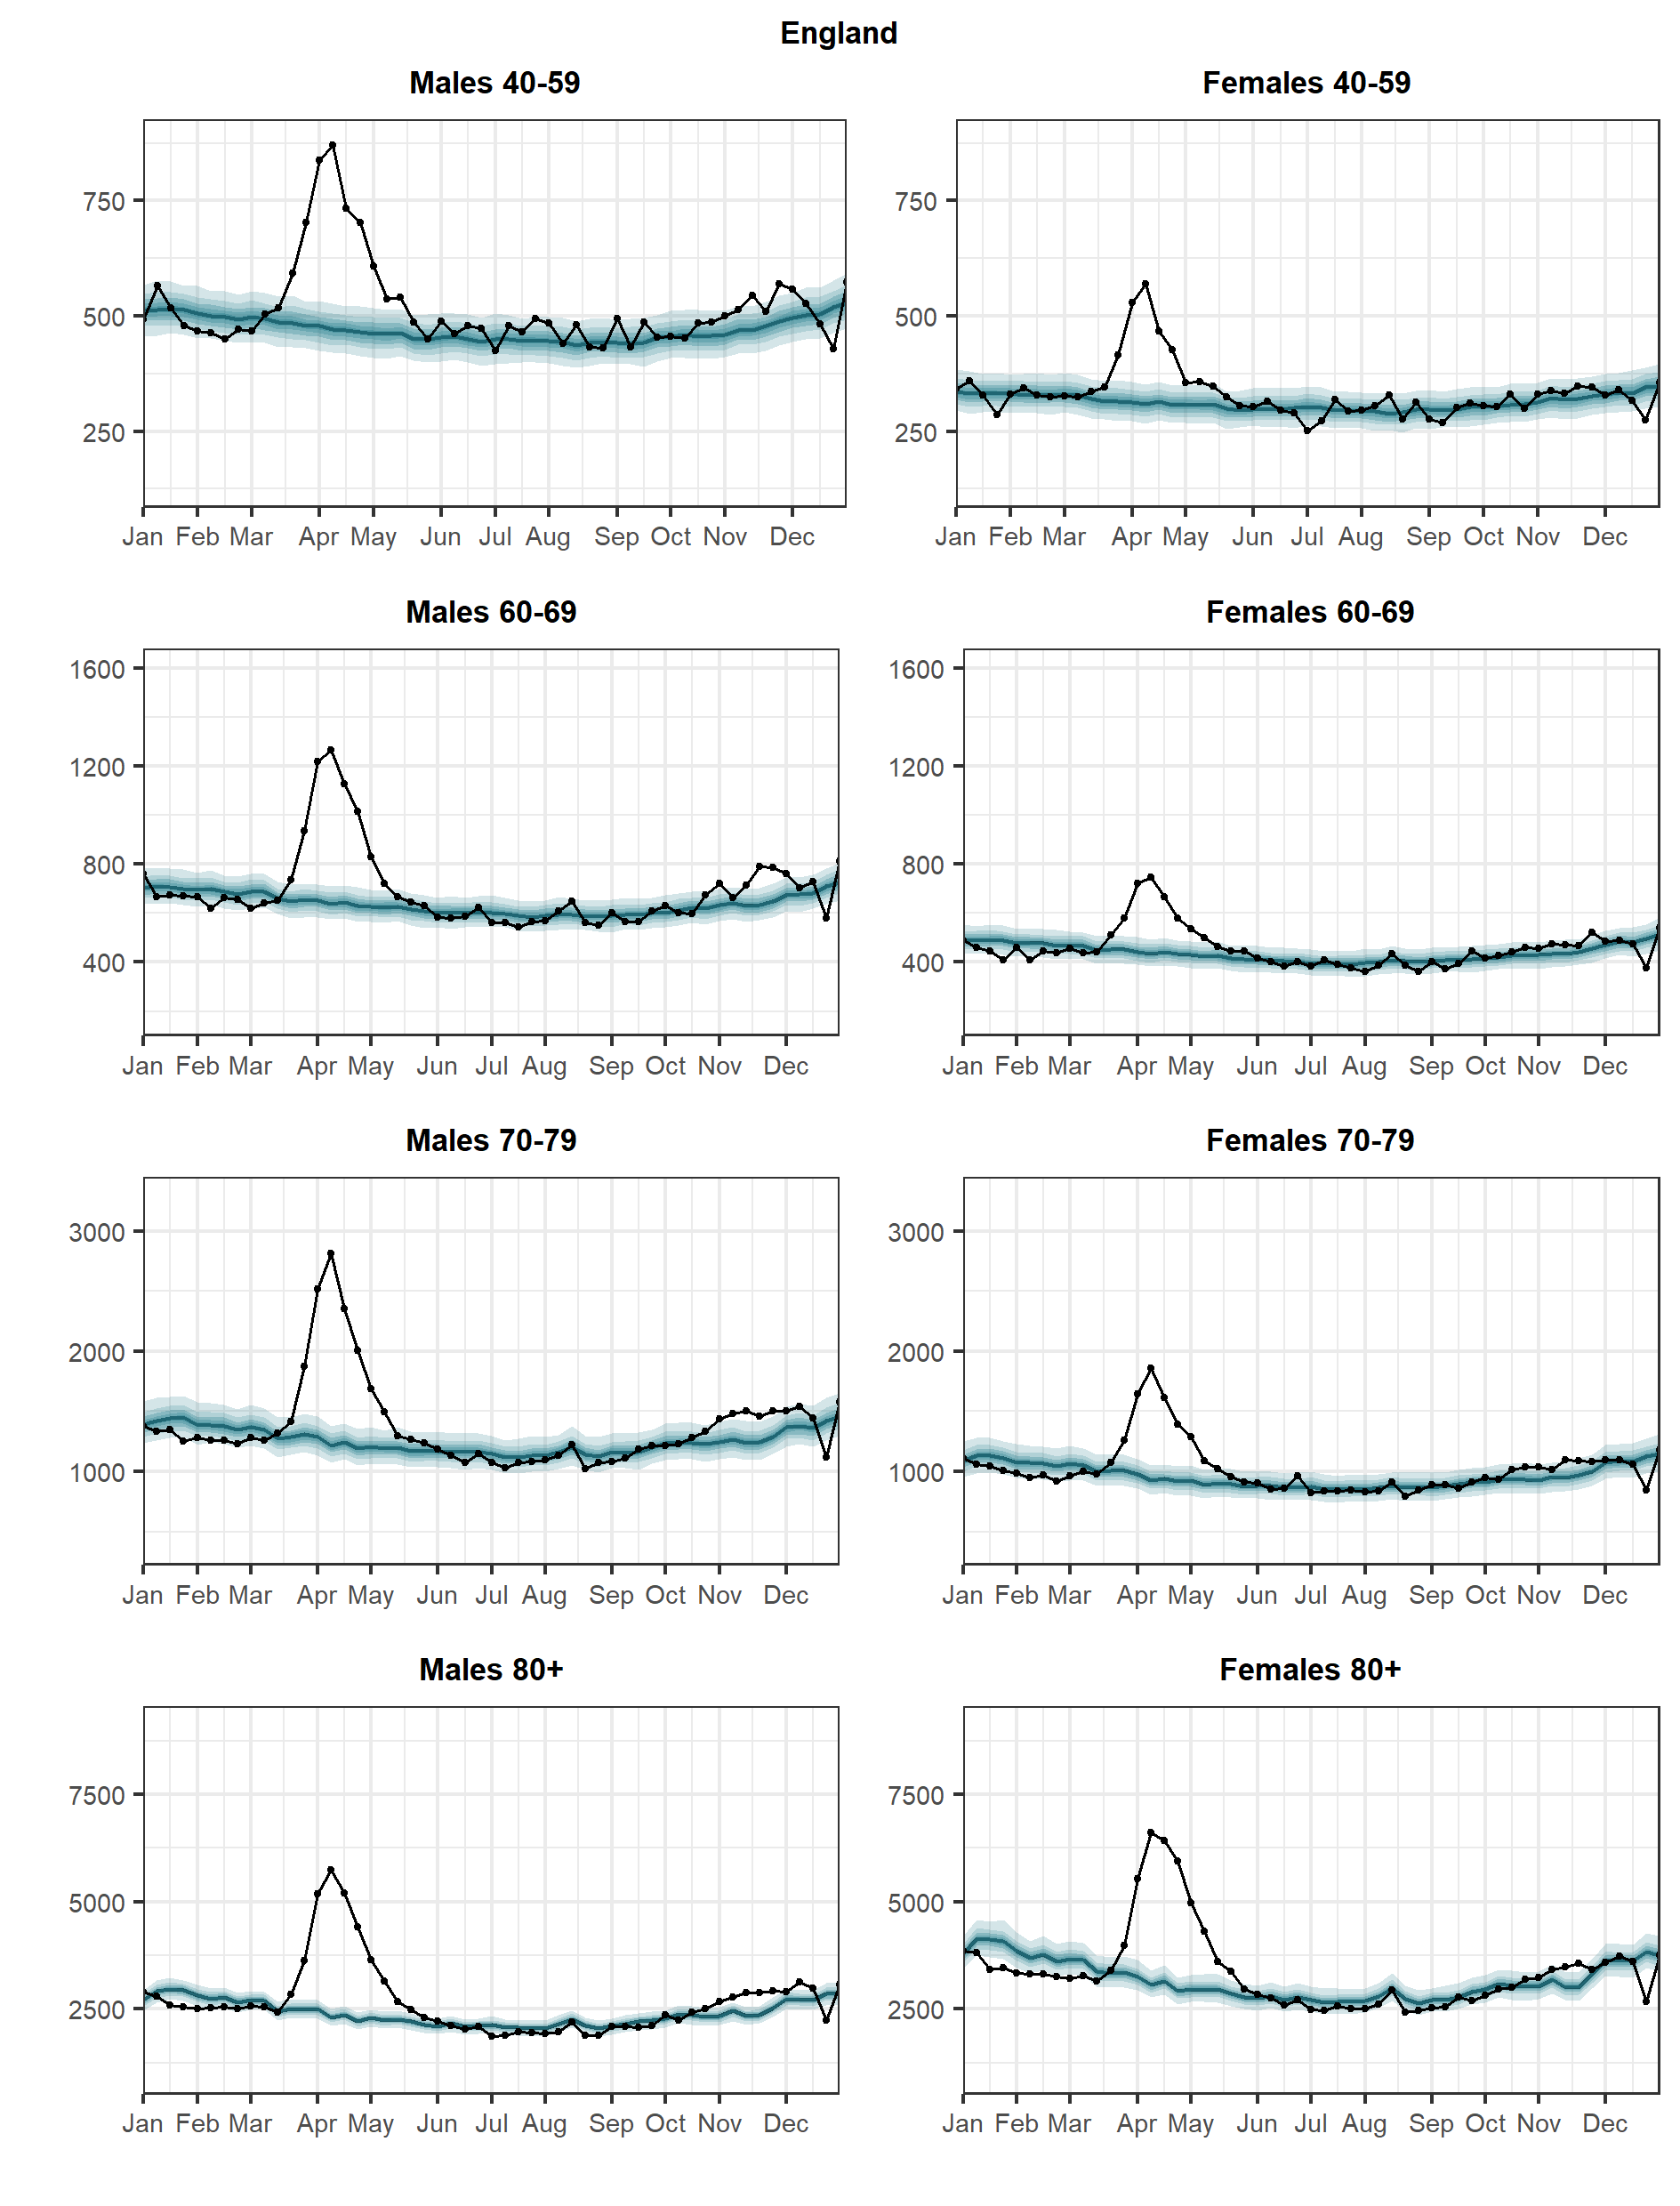 England
Males 40-59
Females 40-59
750
500
250
Jan Feb Mar Apr May Jun Jul Aug Sep Oct Nov Dec
750
500
250
Jan Feb Mar Apr May Jun Jul Aug Sep Oct Nov Dec
Males 60-69
Females 60-69
1600
1200
800
400
Jan Feb Mar Apr May Jun Jul Aug Sep Oct Nov Dec
1600
1200
800
400
Jan Feb Mar Apr May Jun Jul Aug Sep Oct Nov Dec
Males 70-79
Females 70-79
3000
2000
1000
Jan Feb Mar Apr May Jun Jul Aug Sep Oct Nov Dec
3000
2000
1000
Jan Feb Mar Apr May Jun Jul Aug Sep Oct Nov Dec
Males 80+
Females 80+
7500
5000
2500
Jan Feb Mar Apr May Jun Jul Aug Sep Oct Nov Dec
7500
5000
2500
Jan Feb Mar Apr May Jun Jul Aug Sep Oct Nov Dec